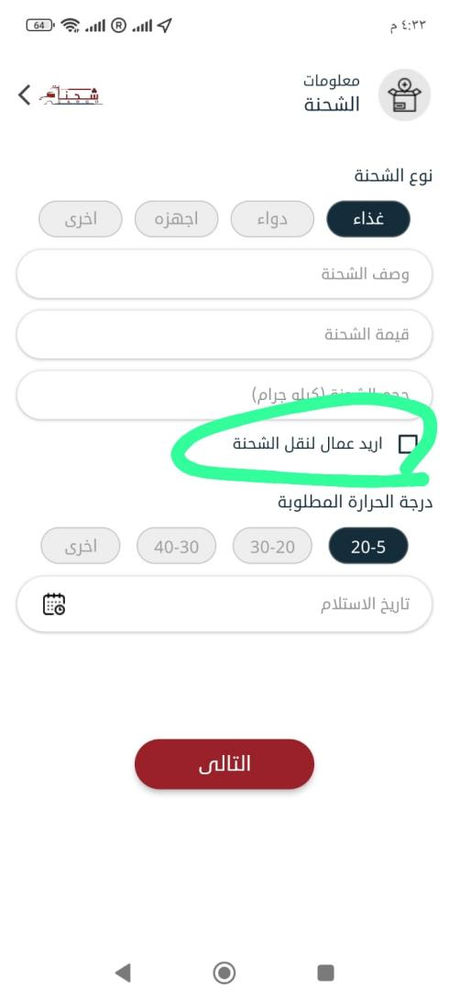 64
٤:٣٣ م
معلومات
الشحنة
شحنة
نوع الشحنة
غذاء
دواء
اجهزه
اخرى
وصف الشحنة
قيمة الشحنة
حجم الشحنة (كيلو جرام)
اريد عمال لنقل الشحنة
درجة الحرارة المطلوبة
20-5
30-20
40-30
اخرى
تاريخ الاستلام
التالى